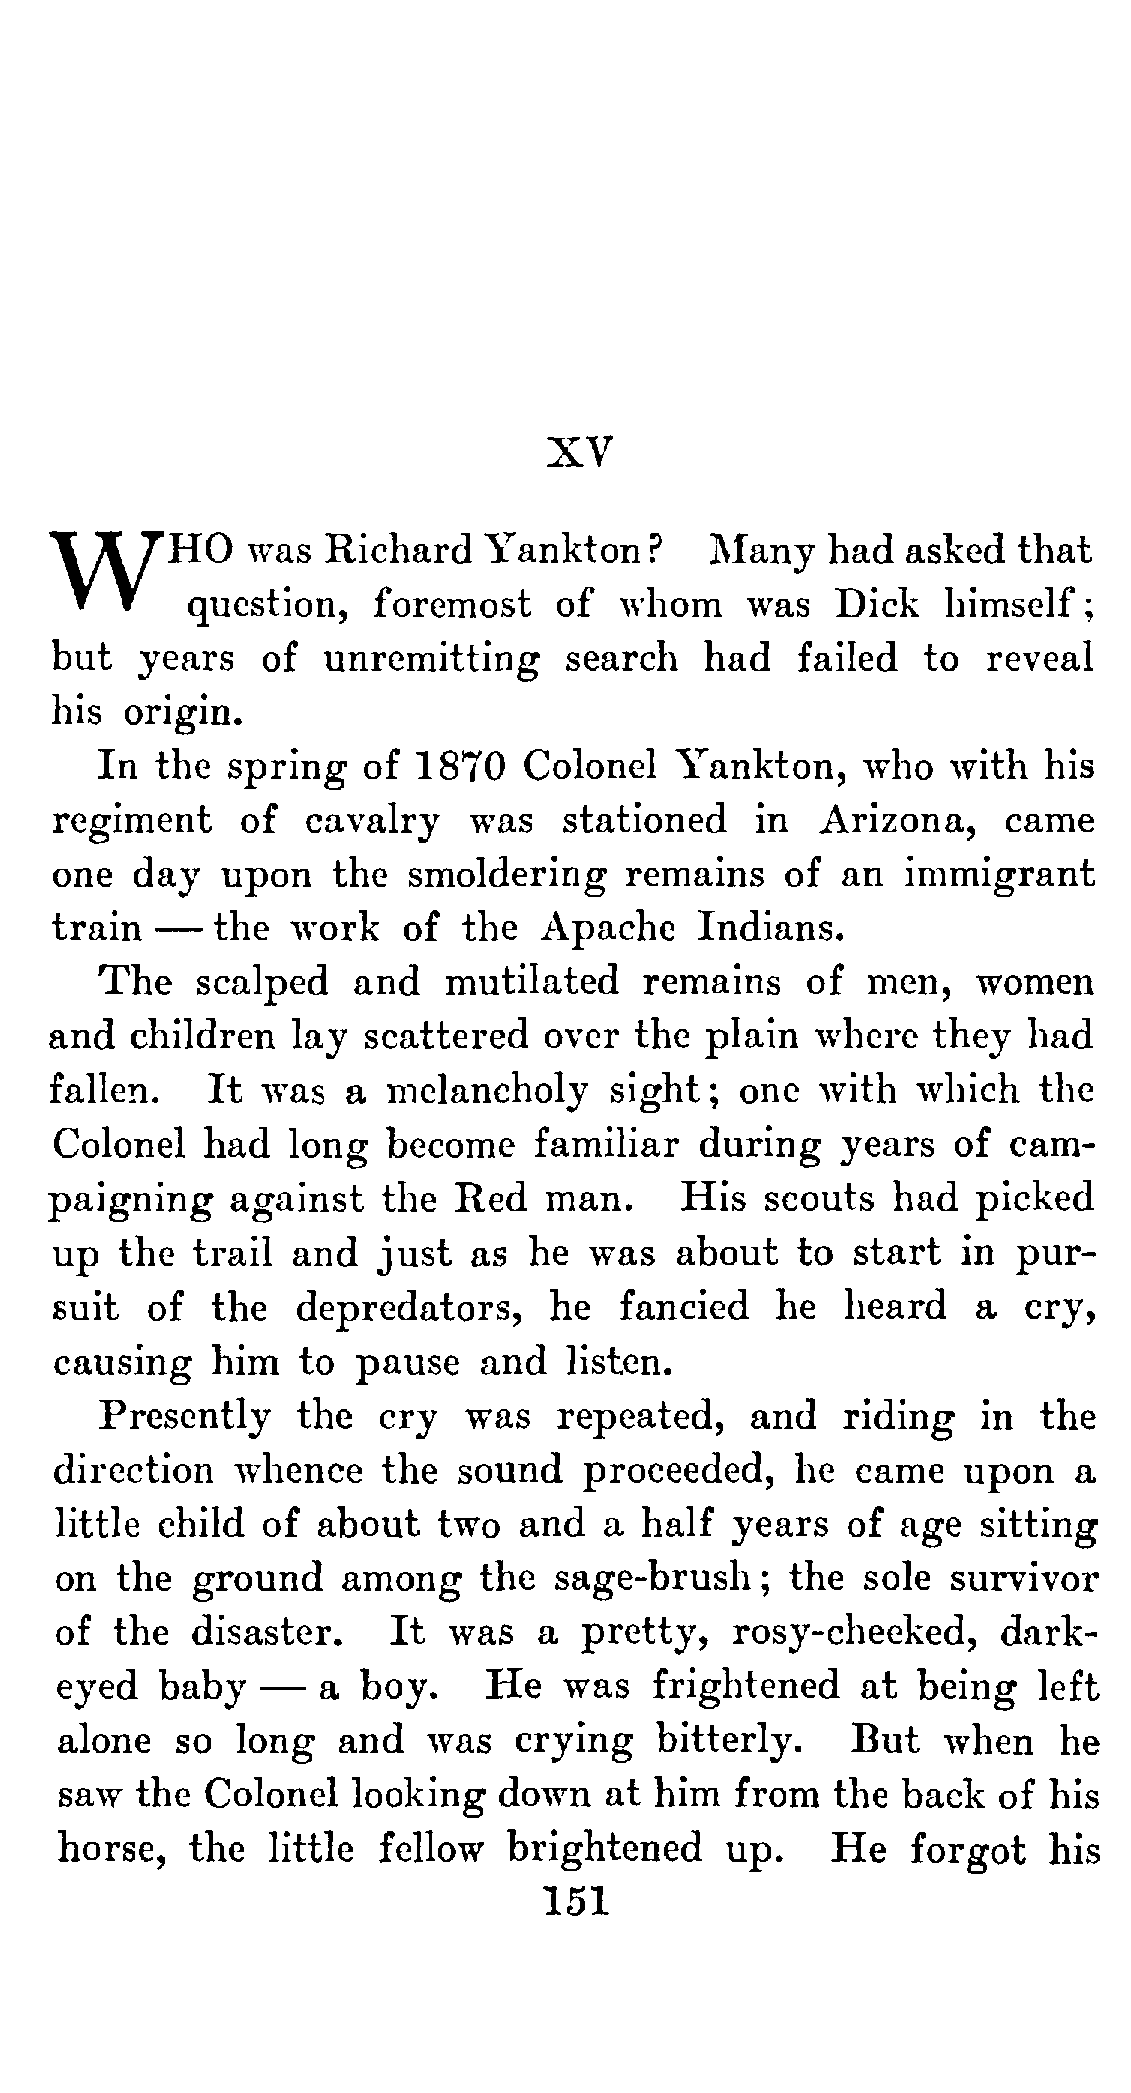 XV
WHO was Richard Yankton? Many had asked that
question, foremost of whom was Dick himself;
but years of unremitting search had failed to reveal
his origin.
In the spring of 1870 Colonel Yankton, who with his
regiment of cavalry was stationed in Arizona, came
one day upon the smoldering remains of an immigrant
train — the work of the Apache Indians.
The scalped and mutilated remains of men, women
and children lay scattered over the plain where they had
fallen. It was a melancholy sight; one with which the
Colonel had long become familiar during years of cam-
paigning against the Red man. His scouts had picked
up the trail and just as he was about to start in pur-
suit of the depredators, he fancied he heard a cry,
causing him to pause and listen.
Presently the cry was repeated, and riding in the
direction whence the sound proceeded, he came upon a
little child of about two and a half years of age sitting
on the ground among the sage-brush; the sole survivor
of the disaster. It was a pretty, rosy-cheeked, dark-
eyed baby — a boy. He was frightened at being left
alone so long and was crying bitterly. But when he
saw the Colonel looking down at him from the back of his
horse, the little fellow brightened up. He forgot his
151